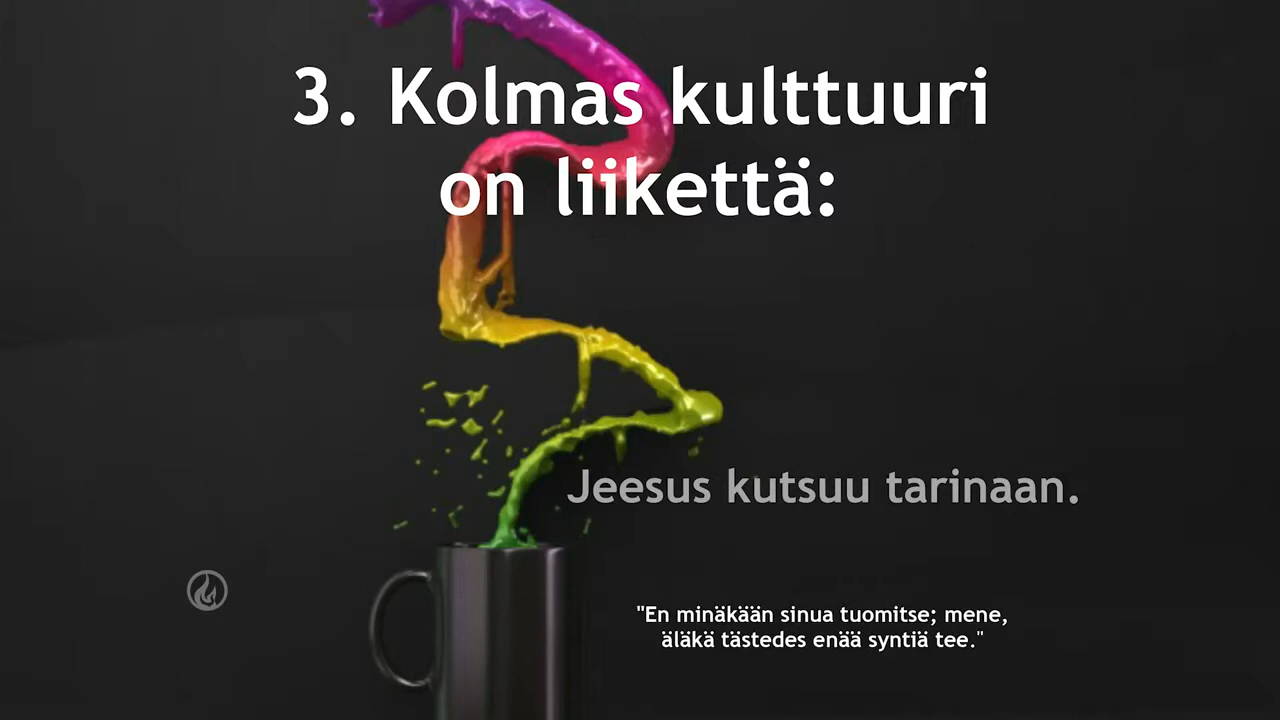 3. Kolmas kulttuuri
on liikettä:
Jeesus kutsuu tarinaan.
"En minäkään sinua tuomitse; mene,
äläkä tästedes enää syntiä tee."